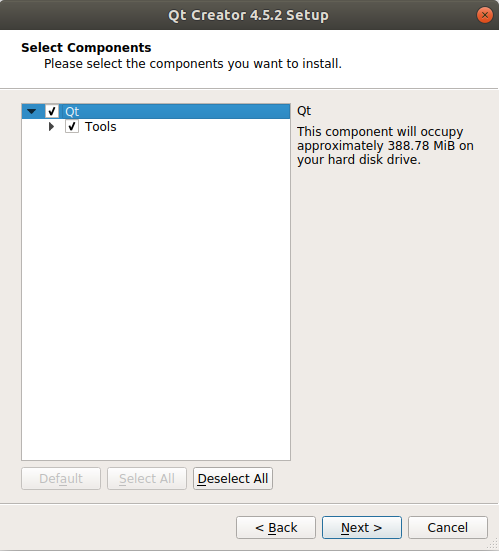 Qt Creator 4.5.2 Setup
Select Components
Please select the components you want to install.
Qt
Tools
Qt
This component will occupy
approximately 388.78 MiB on
your hard disk drive.
Default
Select All
Deselect All
< Back
Next >
Cancel